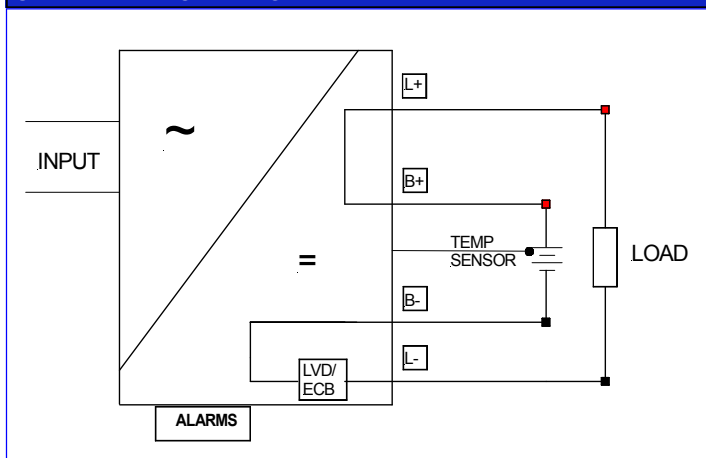 ~
L+
INPUT
B+
TEMP
SENSOR
=
LOAD
B-
L-
LVD/
ECB
ALARMS